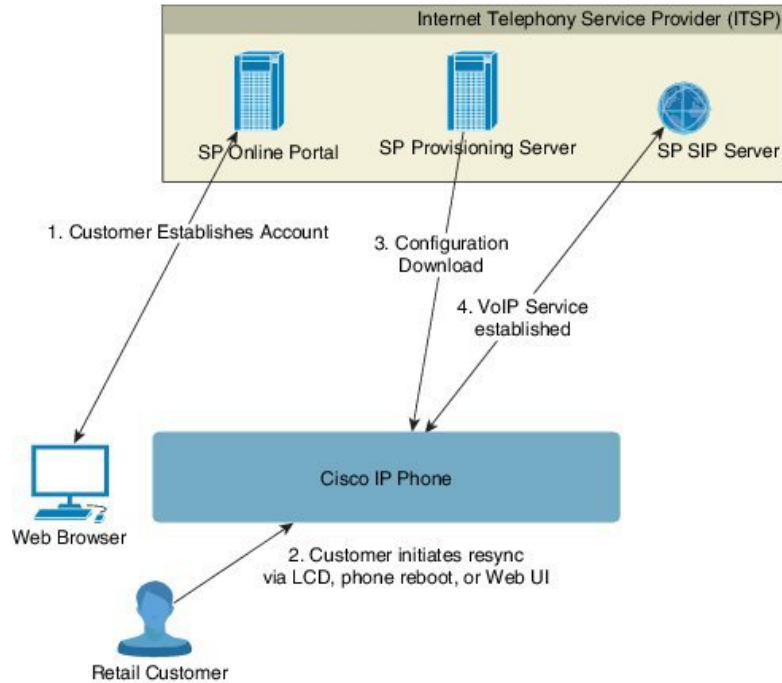 Internet Telephony Service Provider (ITSP)
SP Online Portal
SP Provisioning Server
SP SIP Server
1. Customer Establishes Account
3. Configuration
Download
4. VoIP Service
established
Cisco IP Phone
Web Browser
2. Customer initiates resync
via LCD, phone reboot, or Web UI
Retail Customer